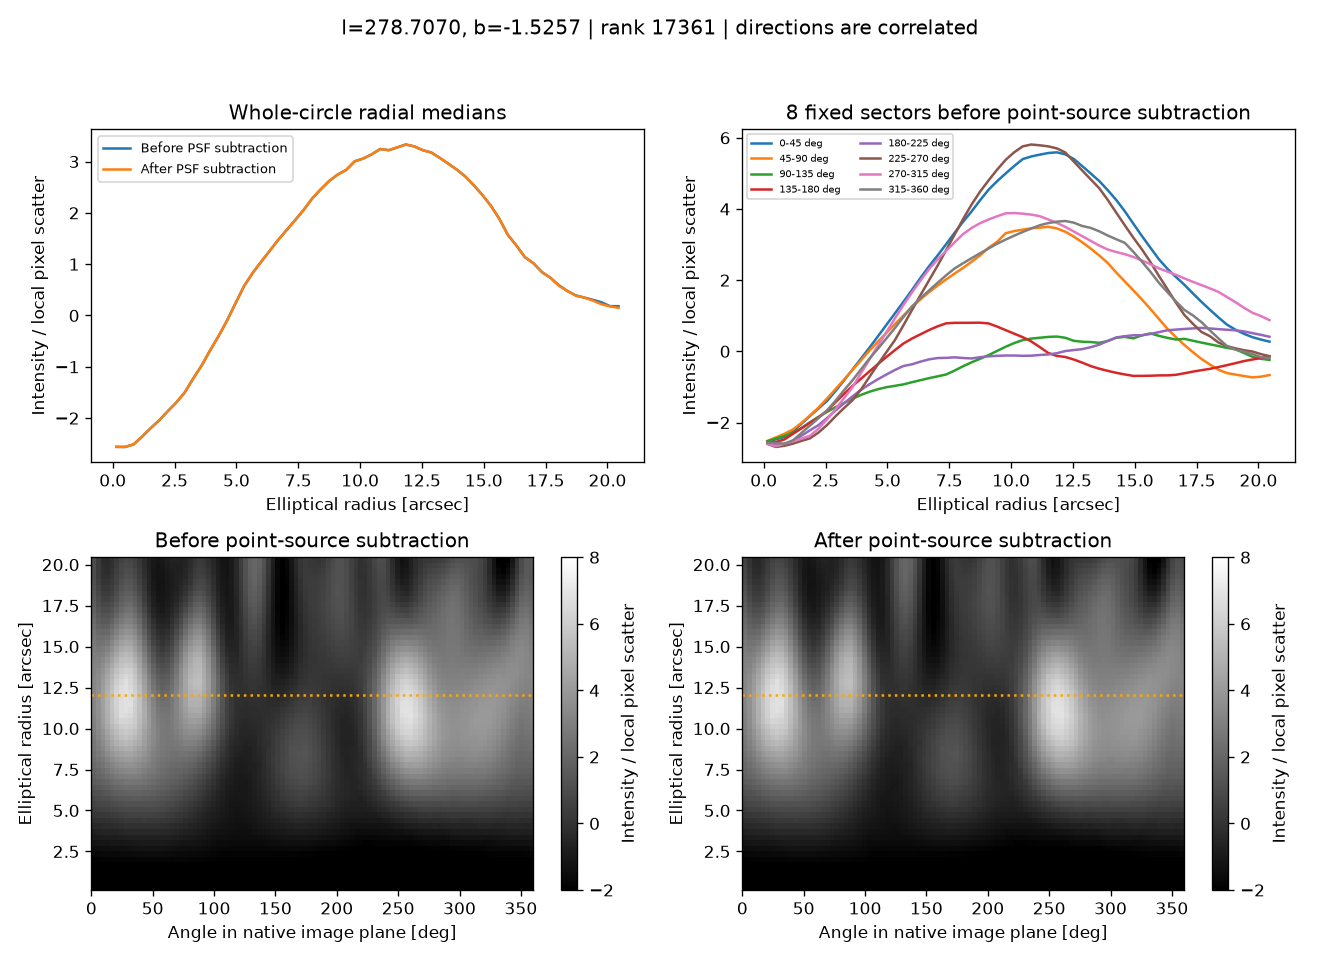 l=278.7070, b=-1.5257 | rank 17361 | directions are correlated
Whole-circle radial medians
Before PSF subtraction
After PSF subtraction
3
2
1
0
−1
−2
0.0 2.5 5.0 7.5 10.0 12.5 15.0 17.5 20.0
Elliptical radius [arcsec]
Intensity / local pixel scatter
8 fixed sectors before point-source subtraction
0-45 deg
45-90 deg
90-135 deg
135-180 deg
180-225 deg
225-270 deg
270-315 deg
315-360 deg
6
4
2
0
−2
0.0 2.5 5.0 7.5 10.0 12.5 15.0 17.5 20.0
Elliptical radius [arcsec]
Intensity / local pixel scatter
Before point-source subtraction
20.0
17.5
15.0
12.5
10.0
7.5
5.0
2.5
0 50 100 150 200 250 300 350
Angle in native image plane [deg]
Elliptical radius [arcsec]
8
6
4
2
0
−2
Intensity / local pixel scatter
After point-source subtraction
20.0
17.5
15.0
12.5
10.0
7.5
5.0
2.5
0 50 100 150 200 250 300 350
Angle in native image plane [deg]
Elliptical radius [arcsec]
8
6
4
2
0
−2
Intensity / local pixel scatter